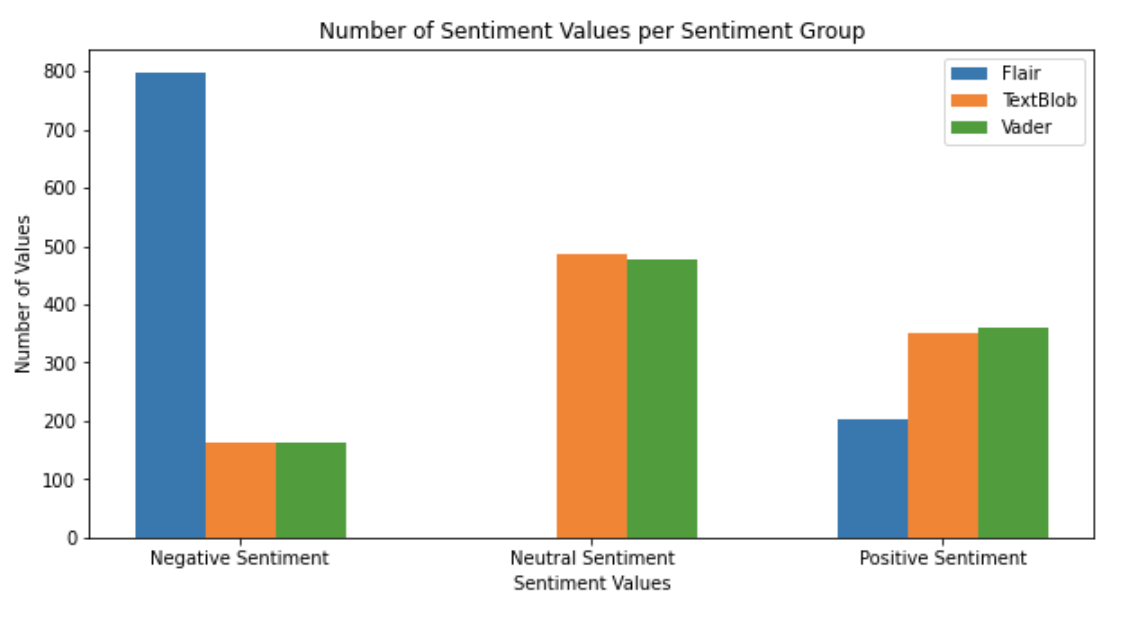 Number of Sentiment Values per Sentiment Group
Flair
TextBlob
Vader
Number of Values
800
700
600
500
400
300
200
100
0
Negative Sentiment
Neutral Sentiment
Positive Sentiment
Sentiment Values